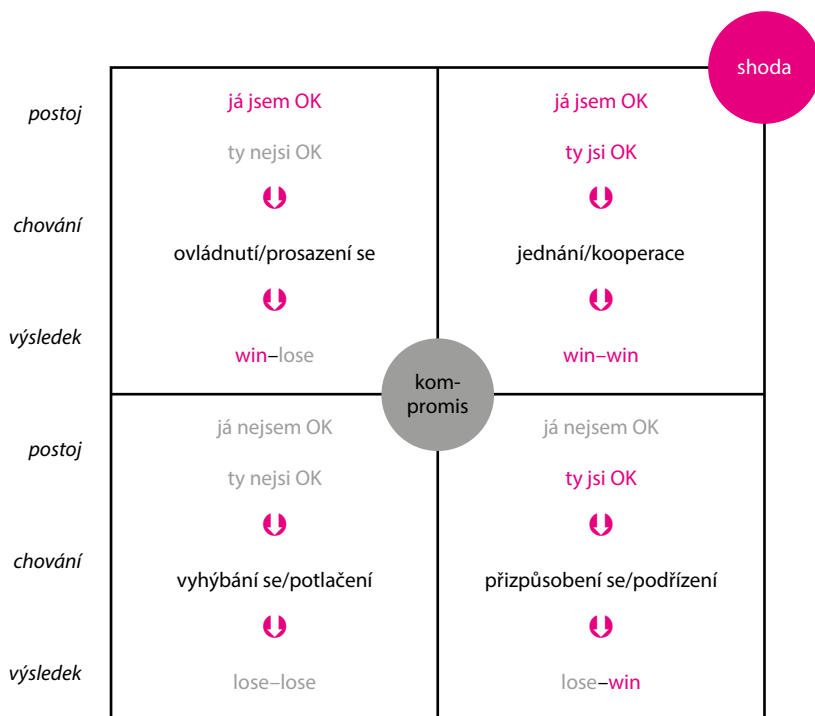 shoda
postoj
já jsem OK
ty nejsi OK
chování
ovládnutí/prosazení se
výsledek
win–lose
já jsem OK
ty jsi OK
jednání/kooperace
win–win
kom-
promis
postoj
já nejsem OK
ty nejsi OK
chování
vyhýbání se/potlačení
výsledek
lose–lose
já nejsem OK
ty jsi OK
přizpůsobení se/podřízení
lose–win